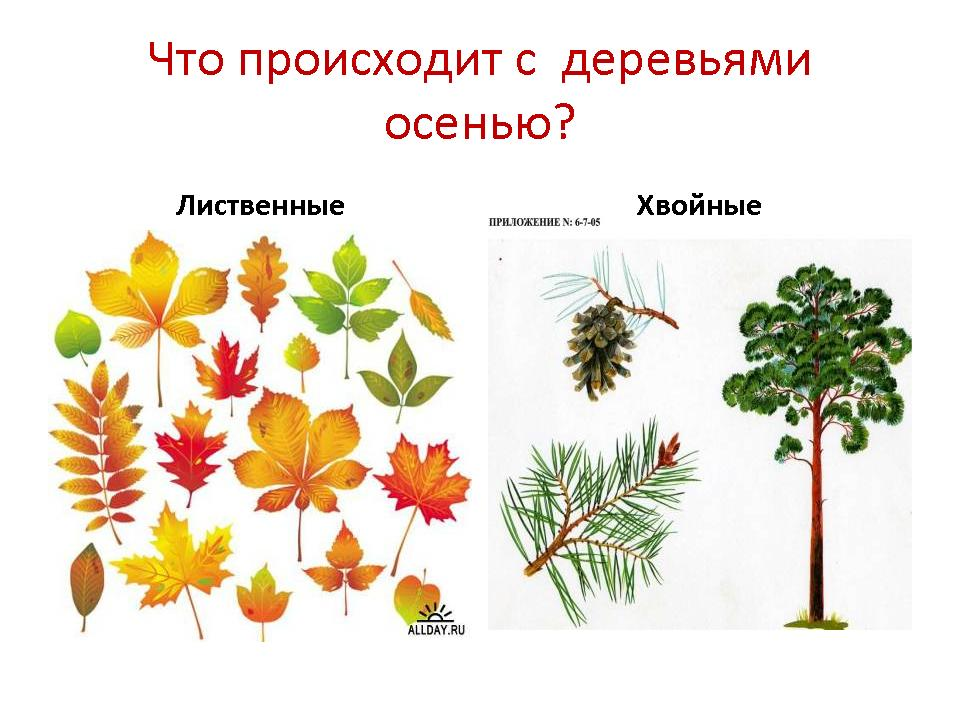 Что происходит с деревьями
осенью?
Лиственные
Хвойные
ПРИЛОЖЕНИЕ N: 6-7-05
ALLDAY.RU